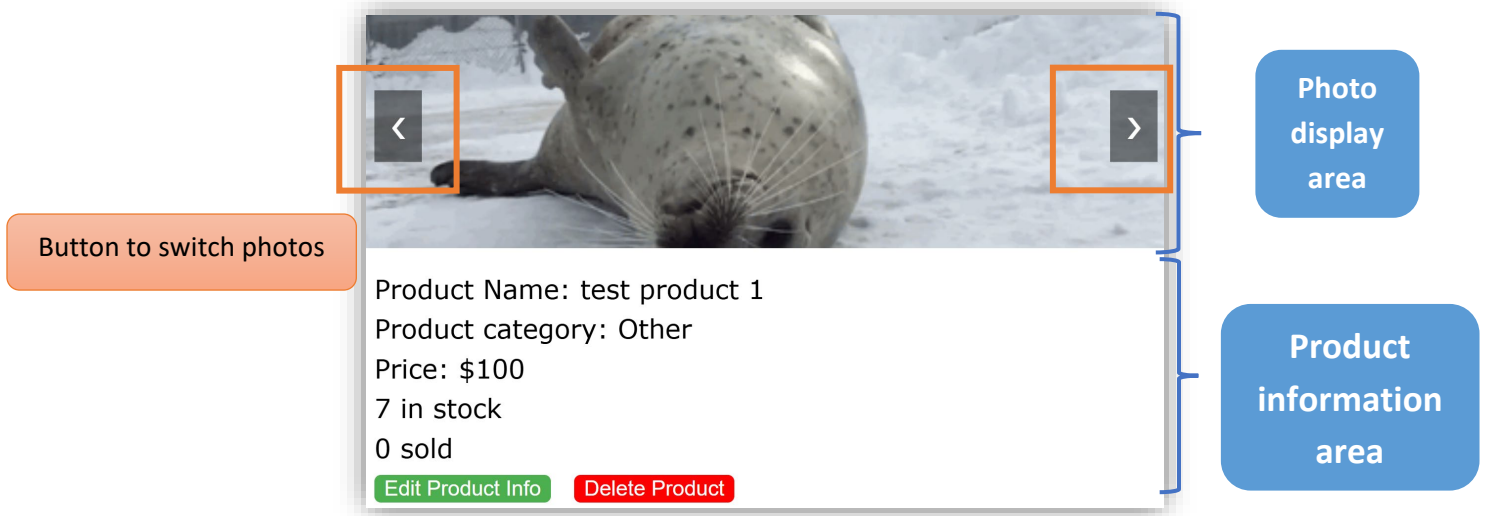 ‹
›
Photo
display
area
Button to switch photos
Product Name: test product 1
Product category: Other
Price: $100
7 in stock
0 sold
Edit Product Info
Delete Product
Product
information
area